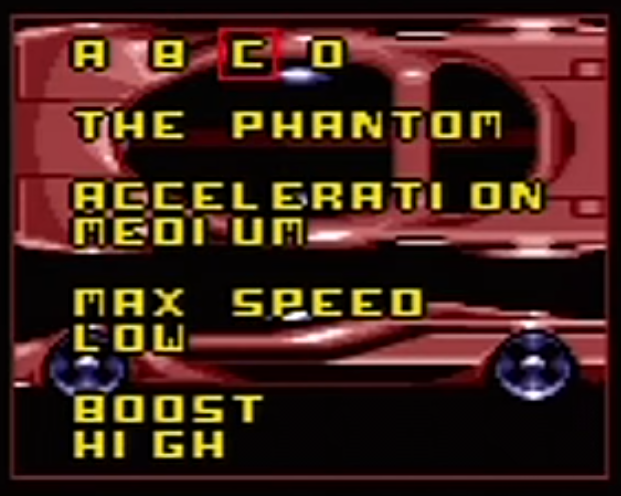 A B C D
THE PHANTOM
ACCELERATION
MEDIUM
MAX SPEED
LOW
BOOST
HIGH